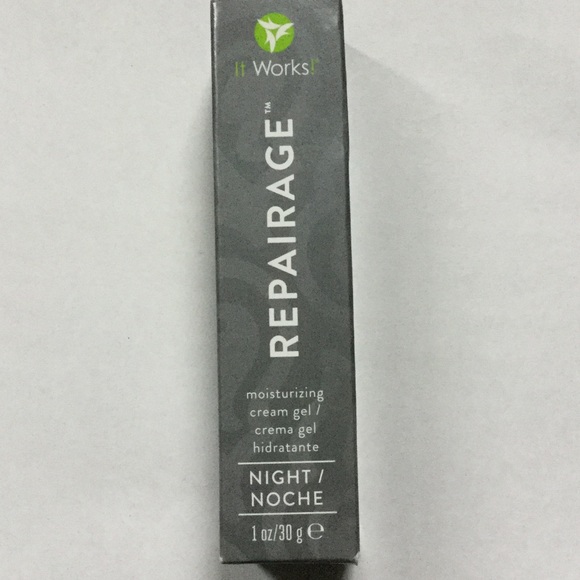 It Works!®
REPAIRAGE™
moisturizing
cream gel /
crema gel
hidratante
NIGHT /
NOCHE
1 oz/30 g ℮